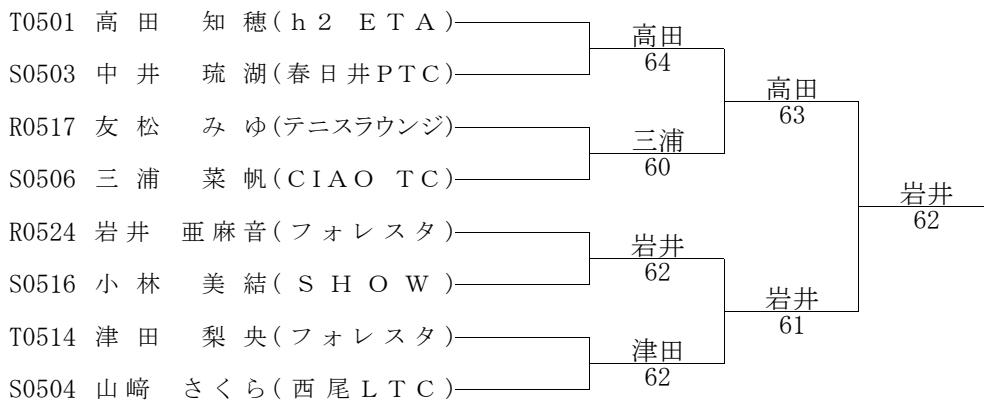 T0501 高田 知穂(ｈ２ ＥＴＡ)
高田
64
S0503 中井 琉湖(春日井PTC)
高田
63
R0517 友松 みゆ(テニスラウンジ)
三浦
60
S0506 三浦 菜帆(ＣＩＡＯ ＴＣ)
岩井
62
R0524 岩井 亜麻音(フォレスタ)
岩井
62
S0516 小林 美結(ＳＨＯＷ)
岩井
61
T0514 津田 梨央(フォレスタ)
津田
62
S0504 山﨑 さくら(西尾ＬＴＣ)